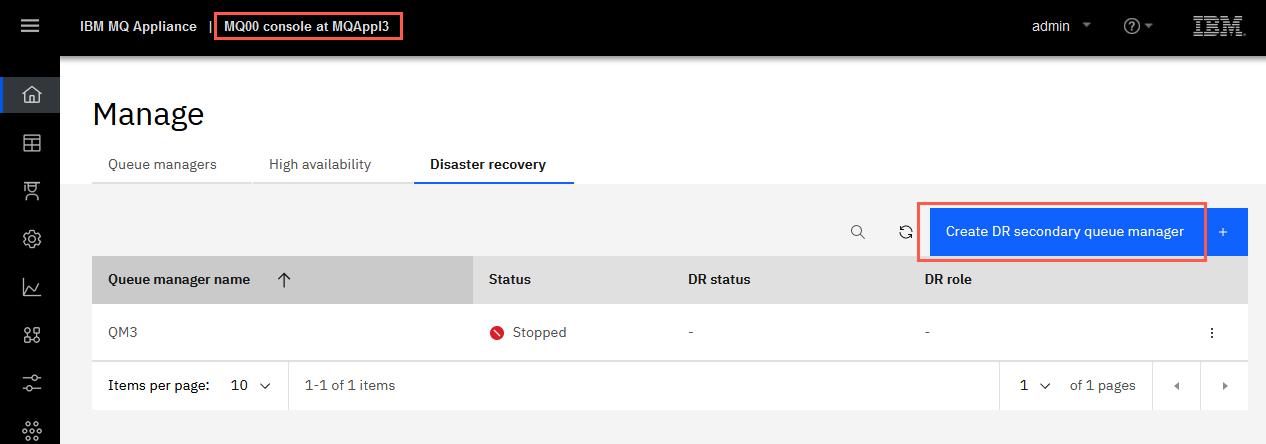 IBM MQ Appliance | MQ00 console at MQAppl3 admin IBM
Manage
Queue managers High availability Disaster recovery
Create DR secondary queue manager +
Queue manager name Status DR status DR role
QM3 Stopped - -
Items per page: 10 1-1 of 1 items 1 of 1 pages